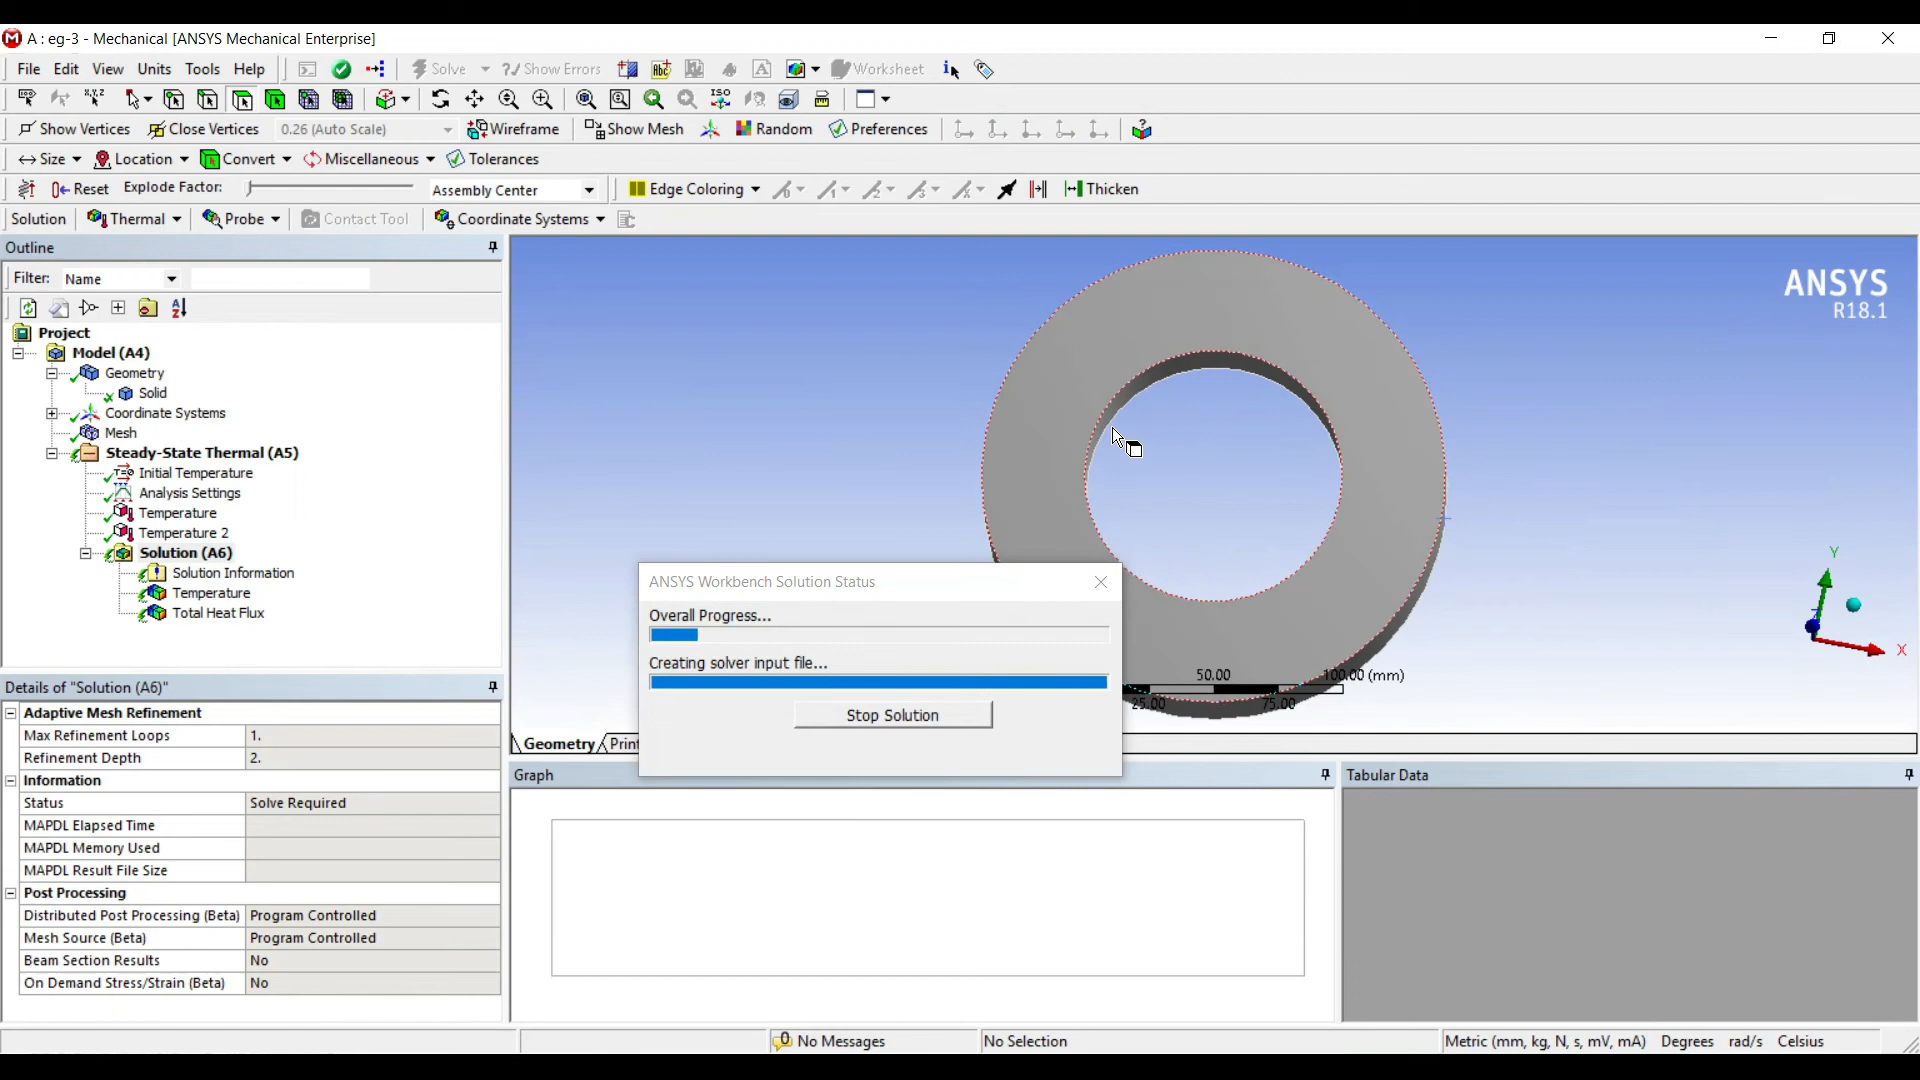 A : eg-3 - Mechanical [ANSYS Mechanical Enterprise]
File Edit View Units Tools Help Solve ?/ Show Errors Worksheet
Show Vertices Close Vertices 0.26 (Auto Scale) Wireframe Show Mesh Random Preferences
Size Location Convert Miscellaneous Tolerances
Reset Explode Factor: Assembly Center Edge Coloring Thicken
Solution Thermal Probe Contact Tool Coordinate Systems
Outline
Filter: Name
Project
Model (A4)
Geometry
Solid
Coordinate Systems
Mesh
Steady-State Thermal (A5)
Initial Temperature
Analysis Settings
Temperature
Temperature 2
Solution (A6)
Solution Information
Temperature
Total Heat Flux
Details of "Solution (A6)"
Adaptive Mesh Refinement
Max Refinement Loops 1.
Refinement Depth 2.
Information
Status Solve Required
MAPDL Elapsed Time
MAPDL Memory Used
MAPDL Result File Size
Post Processing
Distributed Post Processing (Beta) Program Controlled
Mesh Source (Beta) Program Controlled
Beam Section Results No
On Demand Stress/Strain (Beta) No
ANSYS
R18.1
Y
X
ANSYS Workbench Solution Status
Overall Progress...
Creating solver input file...
Stop Solution
50.00 100.00 (mm)
25.00 75.00
Geometry Prin
Graph
Tabular Data
No Messages No Selection Metric (mm, kg, N, s, mV, mA) Degrees rad/s Celsius